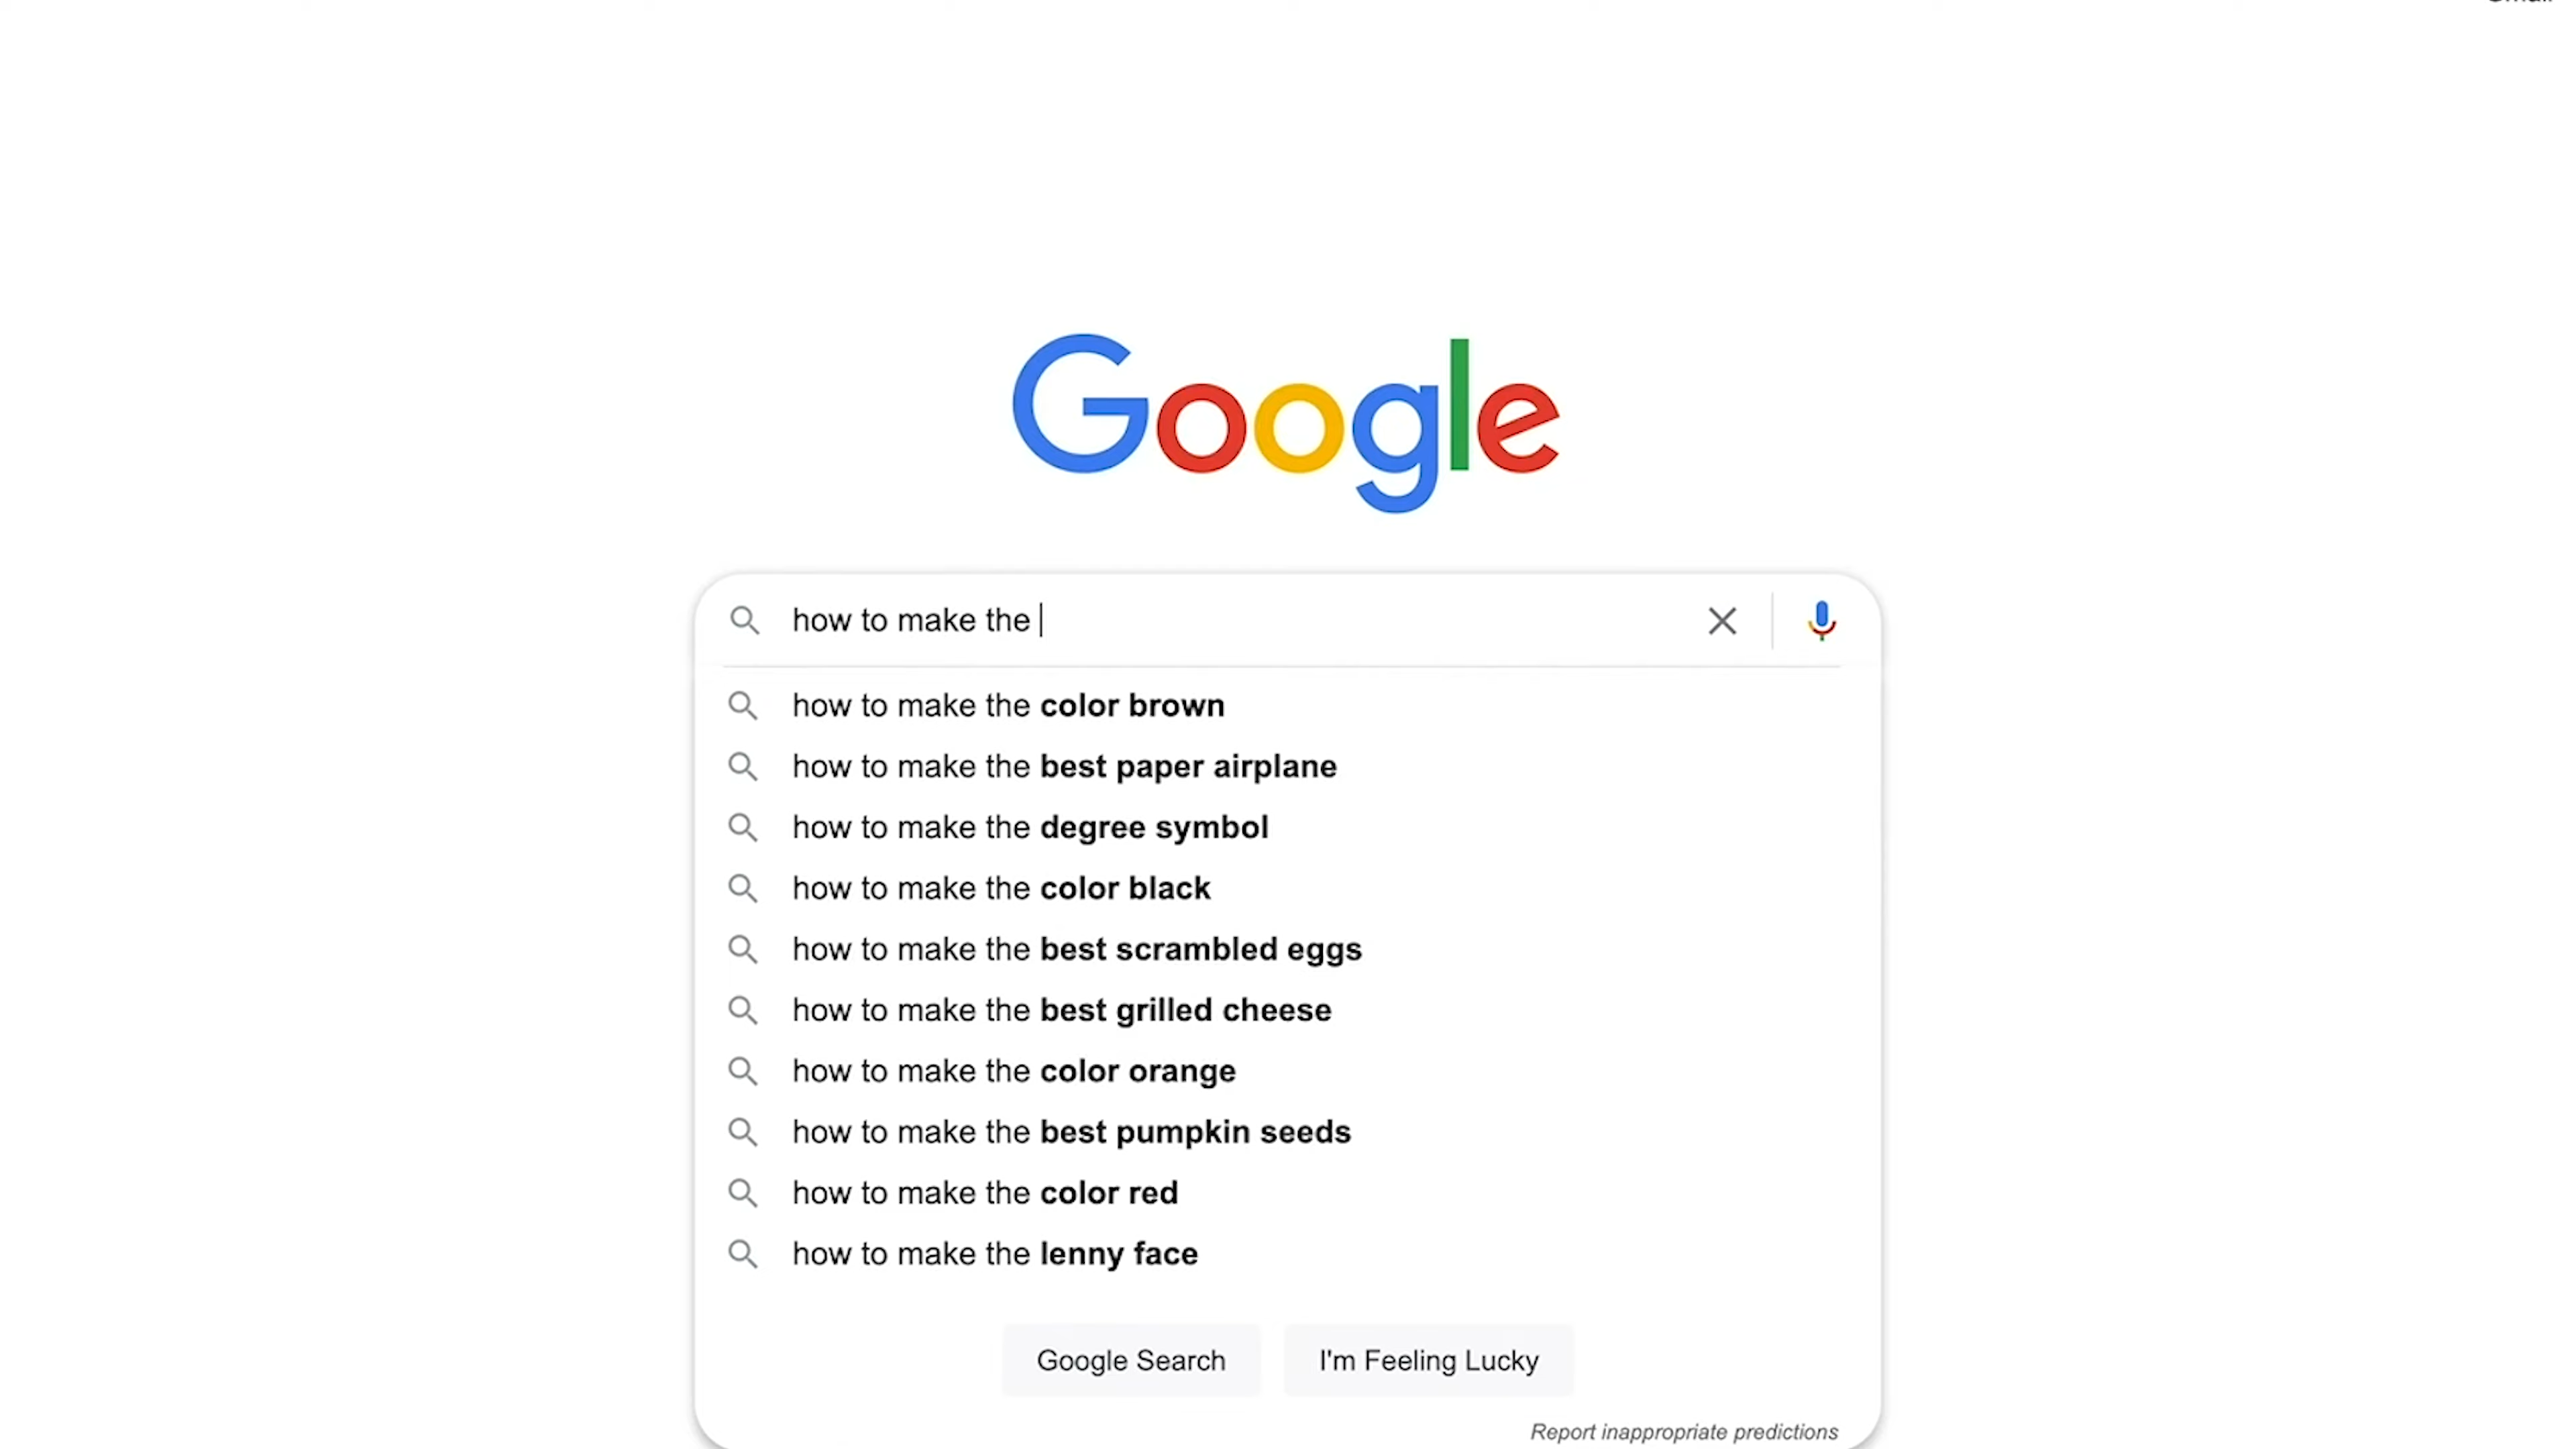 Google
how to make the
how to make the color brown
how to make the best paper airplane
how to make the degree symbol
how to make the color black
how to make the best scrambled eggs
how to make the best grilled cheese
how to make the color orange
how to make the best pumpkin seeds
how to make the color red
how to make the lenny face
Google Search I'm Feeling Lucky
Report inappropriate predictions